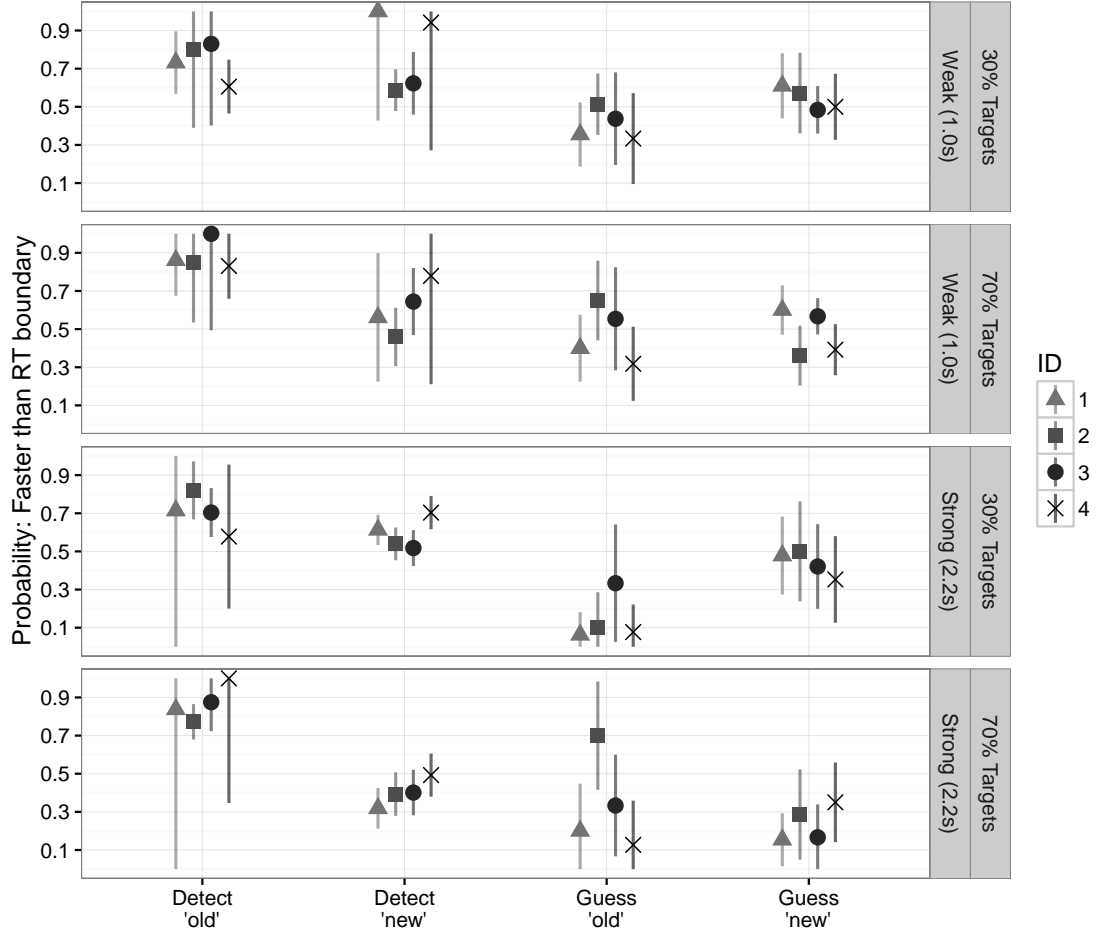 Probability: Faster than RT boundary
0.9
0.7
0.5
0.3
0.1
Weak (1.0s)
30% Targets
0.9
0.7
0.5
0.3
0.1
Weak (1.0s)
70% Targets
0.9
0.7
0.5
0.3
0.1
Strong (2.2s)
30% Targets
0.9
0.7
0.5
0.3
0.1
Strong (2.2s)
70% Targets
Detect
'old'
Detect
'new'
Guess
'old'
Guess
'new'
ID
1
2
3
4